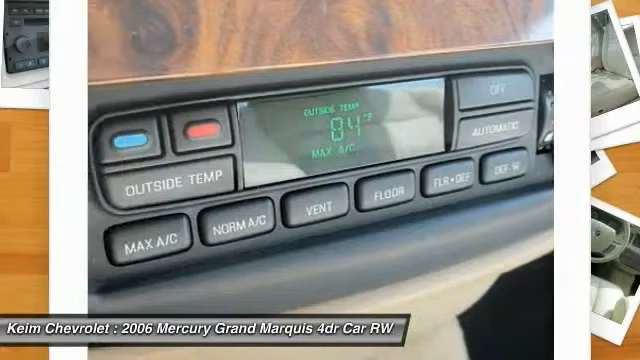 OUTSIDE TEMP
84°F
MAX A/C
OFF
AUTOMATIC
OUTSIDE TEMP
MAX A/C
NORM A/C
VENT
FLOOR
FLR•DEF
DEF
Keim Chevrolet : 2006 Mercury Grand Marquis 4dr Car RW